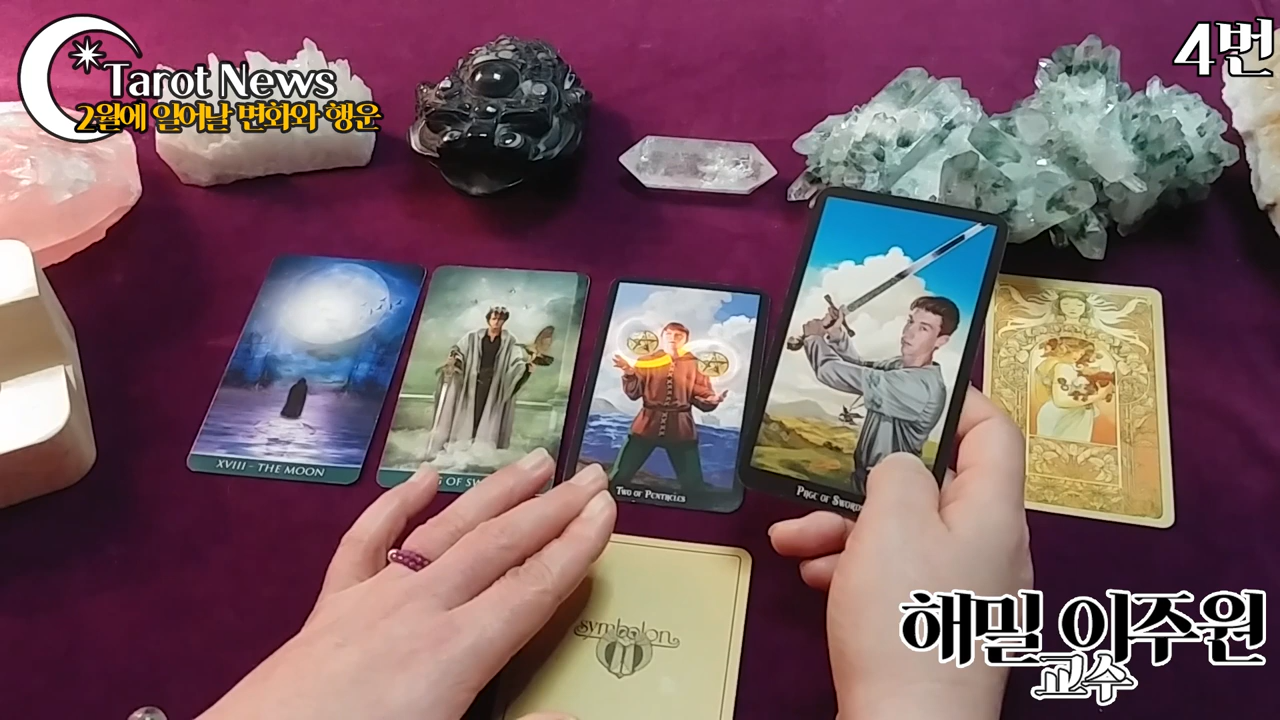 Tarot News
2월에 일어날 변화와 행운
4번
XVIII - THE MOON
OF
TWO OF PENTACLES
PAGE OF SWORDS
symbolon
해밀 이주원
교수